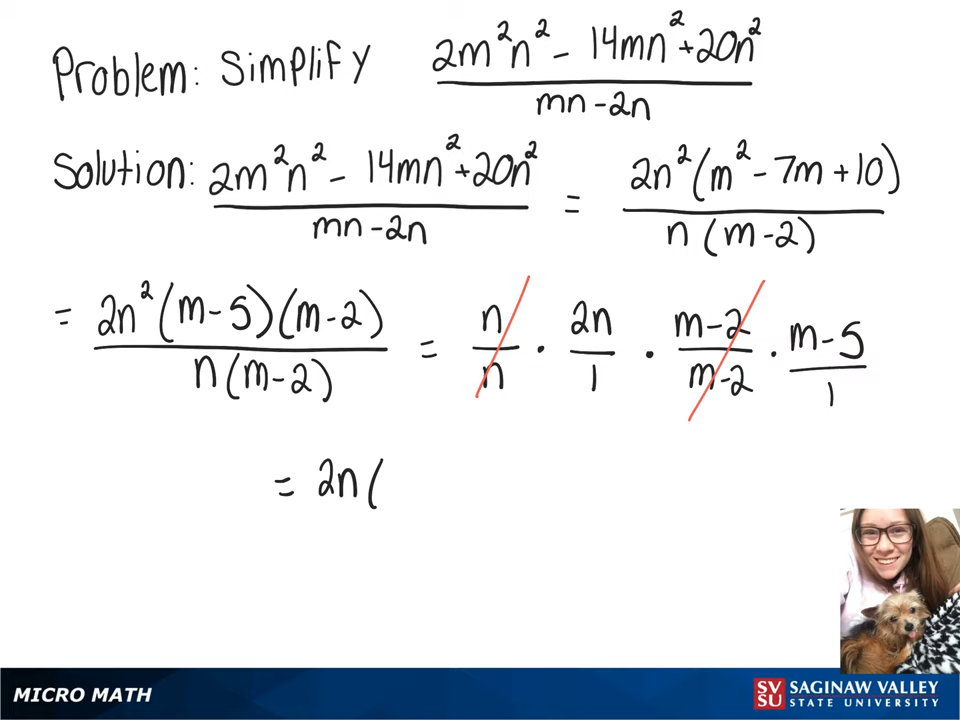 Problem: Simplify (2m²n² - 14mn² + 20n²)/(mn - 2n)
Solution: (2m²n² - 14mn² + 20n²)/(mn - 2n) = (2n²(m² - 7m + 10))/(n(m - 2))
= (2n²(m - 5)(m - 2))/(n(m - 2)) = n/n · 2n/1 · (m - 2)/(m - 2) · (m - 5)/1
= 2n(
MICRO MATH
SVSU SAGINAW VALLEY
STATE UNIVERSITY